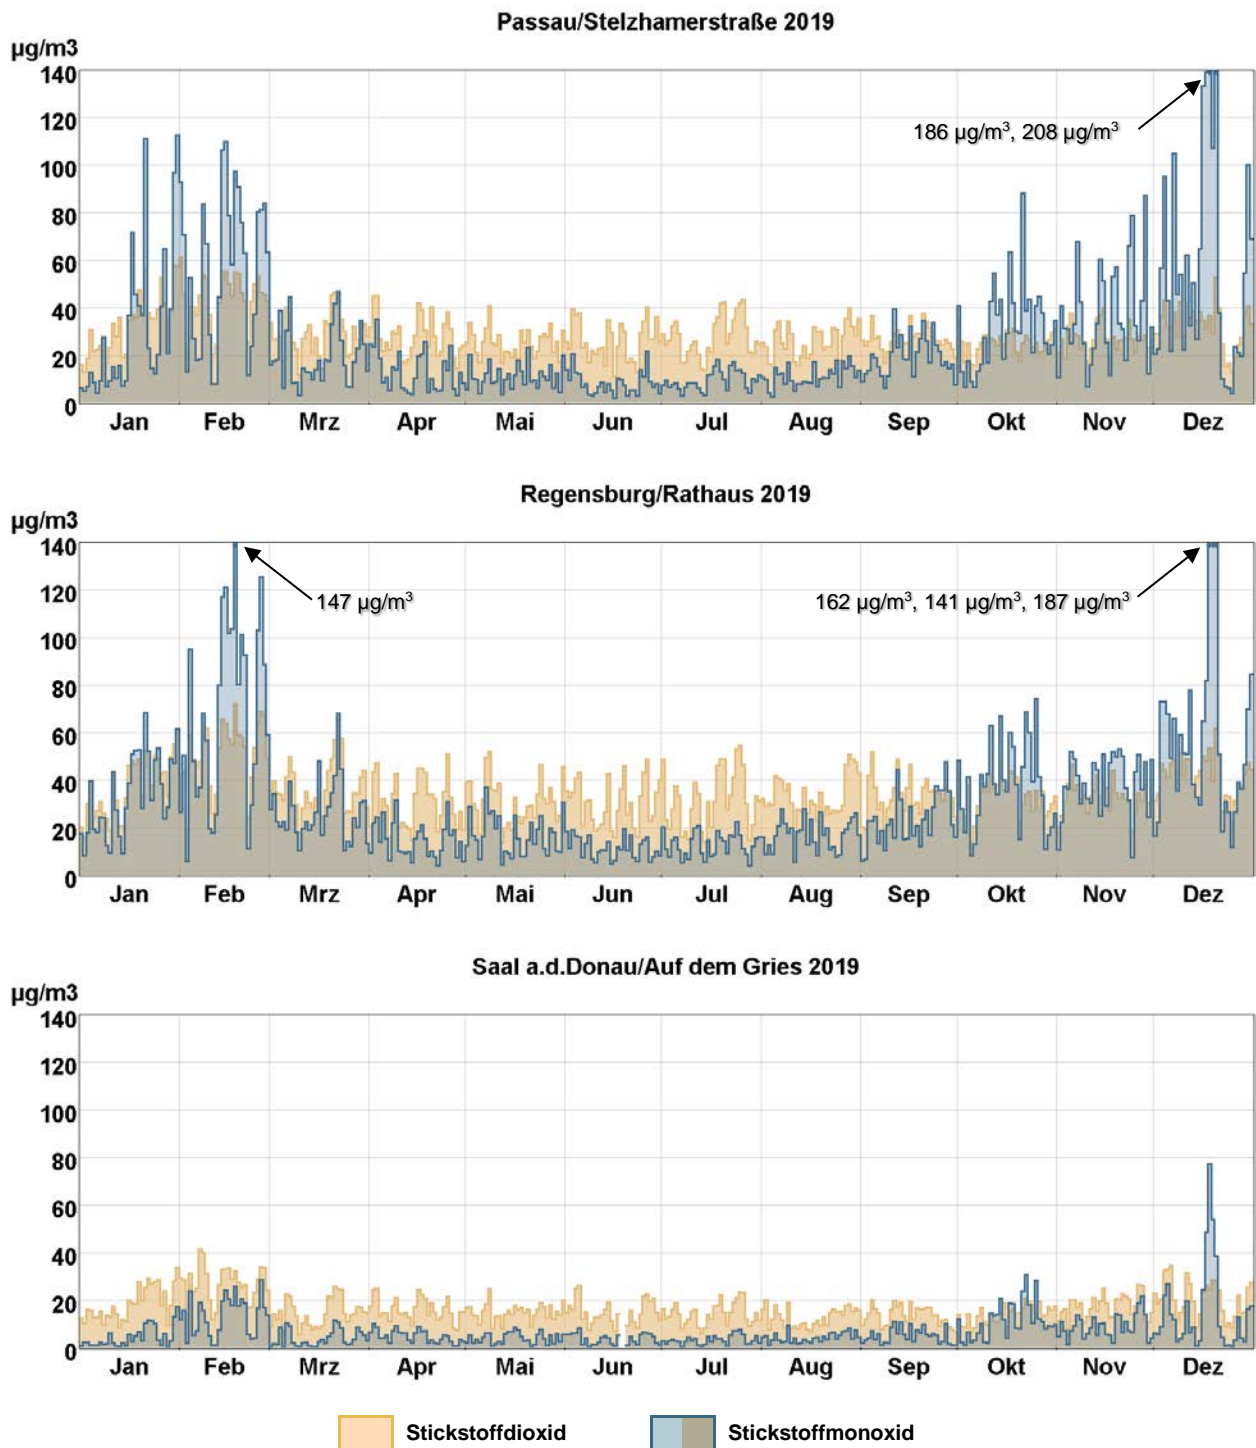 Passau/Stelzhamerstraße 2019
µg/m3
140
120
100
80
60
40
20
0
186 µg/m³, 208 µg/m³
Jan Feb Mrz Apr Mai Jun Jul Aug Sep Okt Nov Dez
Regensburg/Rathaus 2019
µg/m3
140
120
100
80
60
40
20
0
147 µg/m³
162 µg/m³, 141 µg/m³, 187 µg/m³
Jan Feb Mrz Apr Mai Jun Jul Aug Sep Okt Nov Dez
Saal a.d.Donau/Auf dem Gries 2019
µg/m3
140
120
100
80
60
40
20
0
Jan Feb Mrz Apr Mai Jun Jul Aug Sep Okt Nov Dez
Stickstoffdioxid Stickstoffmonoxid